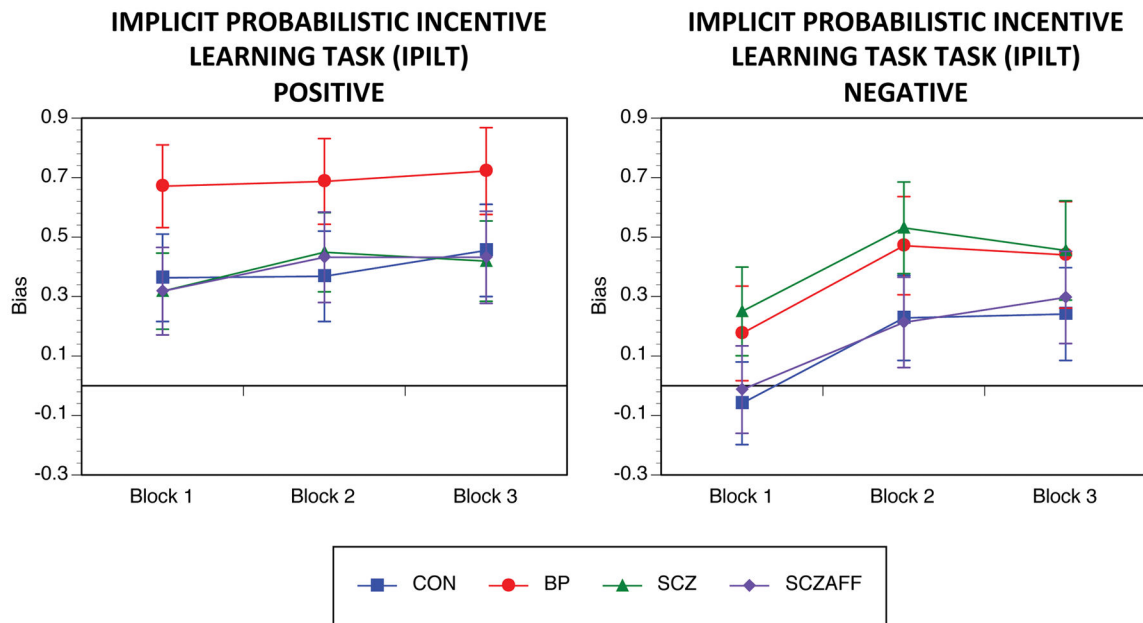 IMPLICIT PROBABILISTIC INCENTIVE
LEARNING TASK (IPILT)
POSITIVE
0.9
0.7
0.5
0.3
0.1
-0.1
-0.3
Bias
Block 1
Block 2
Block 3
IMPLICIT PROBABILISTIC INCENTIVE
LEARNING TASK TASK (IPILT)
NEGATIVE
0.9
0.7
0.5
0.3
0.1
-0.1
-0.3
Bias
Block 1
Block 2
Block 3
CON
BP
SCZ
SCZAFF